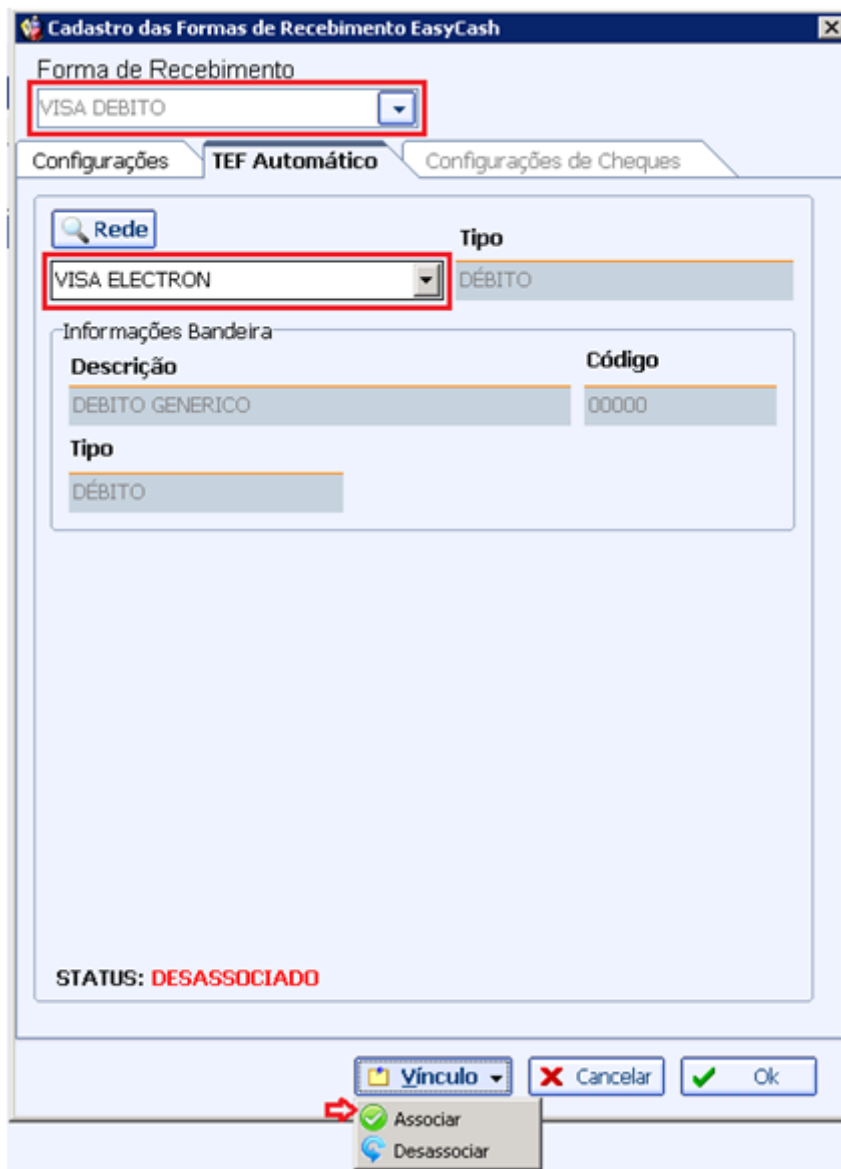 Cadastro das Formas de Recebimento EasyCash
Forma de Recebimento
VISA DEBITO
Configurações TEF Automático Configurações de Cheques
Rede
Tipo
VISA ELECTRON DÉBITO
Informações Bandeira
Descrição Código
DEBITO GENERICO 00000
Tipo
DÉBITO
STATUS: DESASSOCIADO
Vínculo Cancelar Ok
Associar
Desassociar